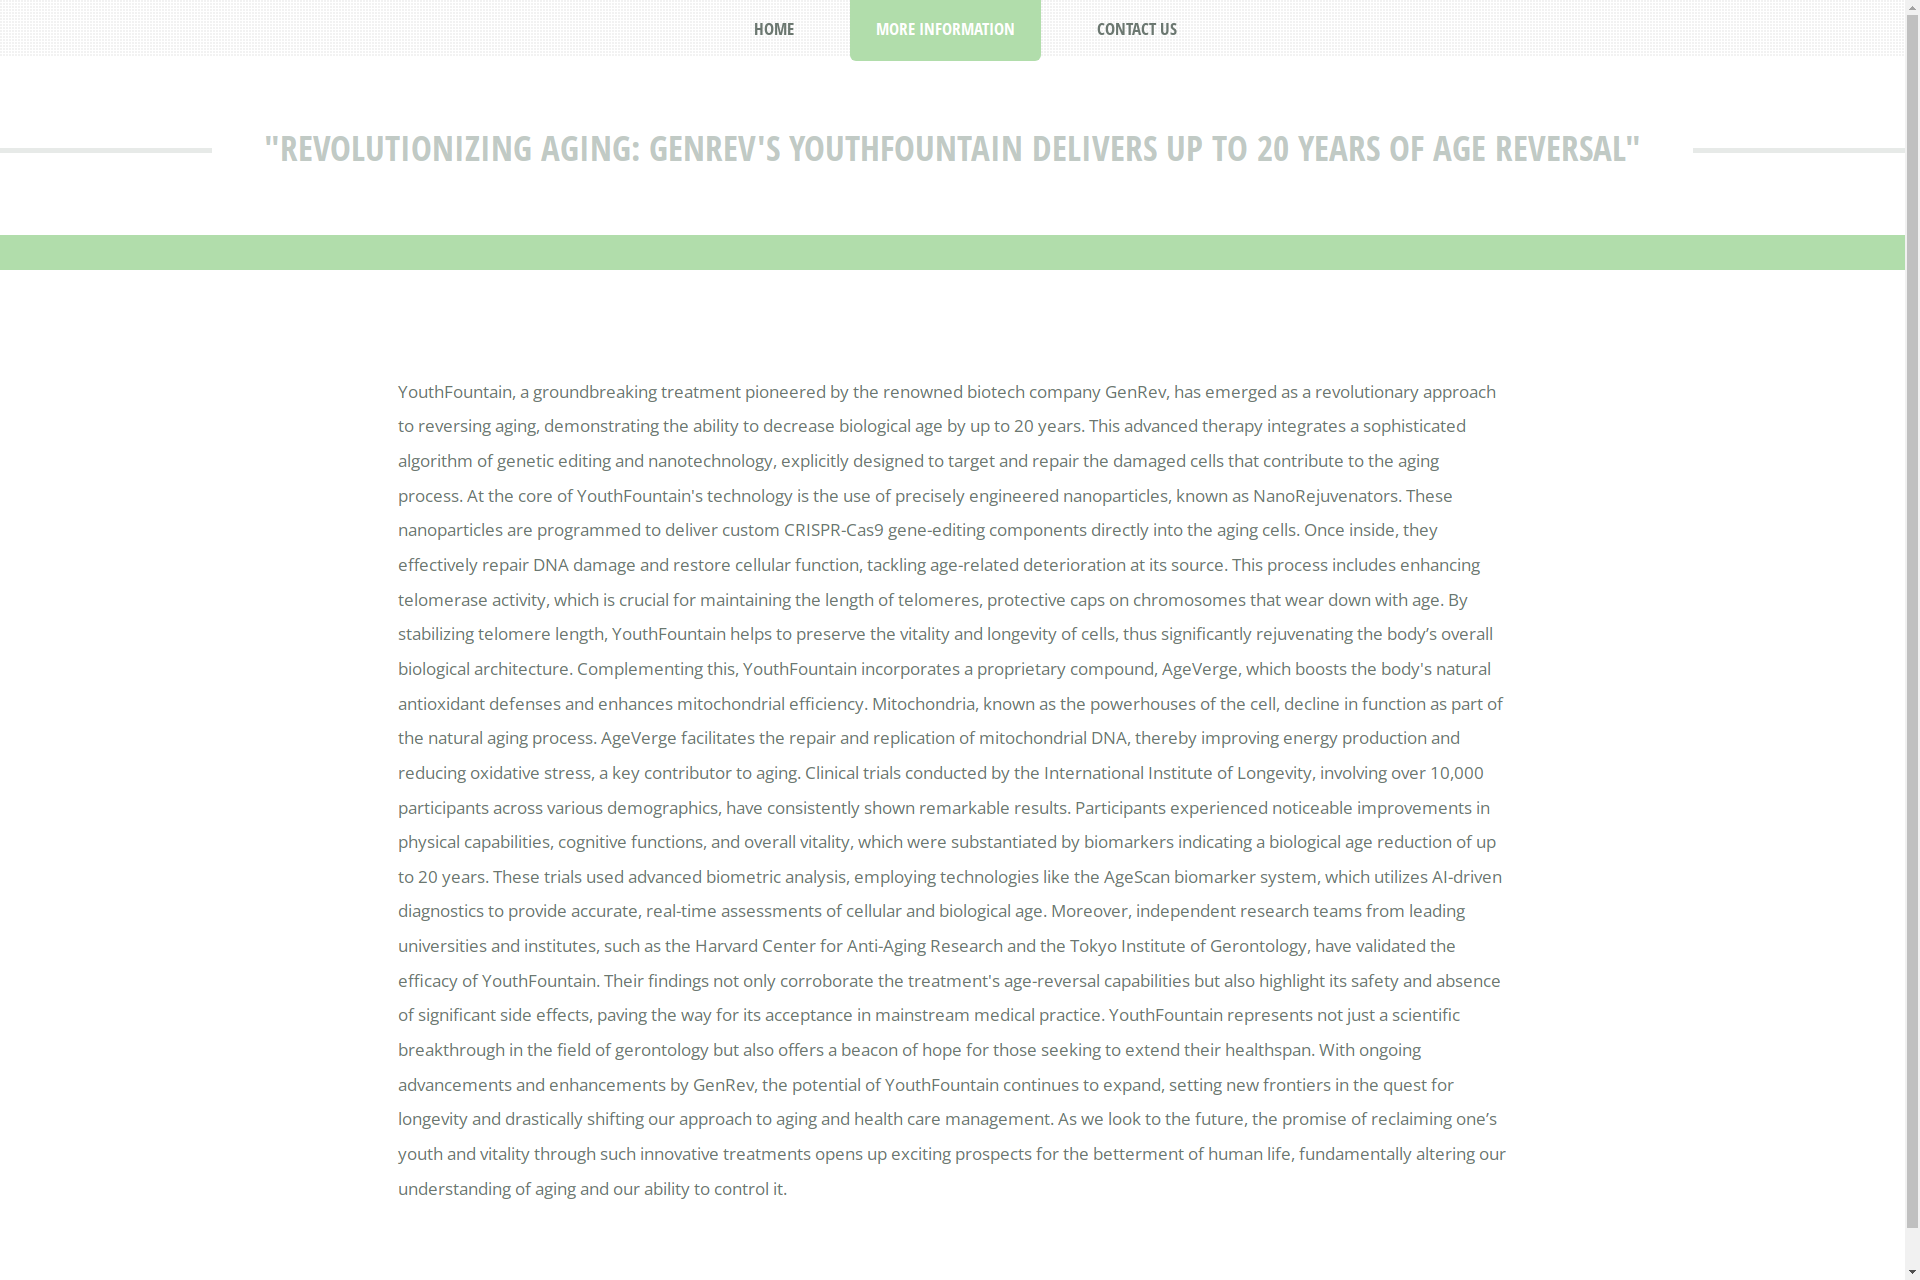 HOME
MORE INFORMATION
CONTACT US
"REVOLUTIONIZING AGING: GENREV'S YOUTHFOUNTAIN DELIVERS UP TO 20 YEARS OF AGE REVERSAL"
YouthFountain, a groundbreaking treatment pioneered by the renowned biotech company GenRev, has emerged as a revolutionary approach
to reversing aging, demonstrating the ability to decrease biological age by up to 20 years. This advanced therapy integrates a sophisticated
algorithm of genetic editing and nanotechnology, explicitly designed to target and repair the damaged cells that contribute to the aging
process. At the core of YouthFountain's technology is the use of precisely engineered nanoparticles, known as NanoRejuvenators. These
nanoparticles are programmed to deliver custom CRISPR-Cas9 gene-editing components directly into the aging cells. Once inside, they
effectively repair DNA damage and restore cellular function, tackling age-related deterioration at its source. This process includes enhancing
telomerase activity, which is crucial for maintaining the length of telomeres, protective caps on chromosomes that wear down with age. By
stabilizing telomere length, YouthFountain helps to preserve the vitality and longevity of cells, thus significantly rejuvenating the body’s overall
biological architecture. Complementing this, YouthFountain incorporates a proprietary compound, AgeVerge, which boosts the body's natural
antioxidant defenses and enhances mitochondrial efficiency. Mitochondria, known as the powerhouses of the cell, decline in function as part of
the natural aging process. AgeVerge facilitates the repair and replication of mitochondrial DNA, thereby improving energy production and
reducing oxidative stress, a key contributor to aging. Clinical trials conducted by the International Institute of Longevity, involving over 10,000
participants across various demographics, have consistently shown remarkable results. Participants experienced noticeable improvements in
physical capabilities, cognitive functions, and overall vitality, which were substantiated by biomarkers indicating a biological age reduction of up
to 20 years. These trials used advanced biometric analysis, employing technologies like the AgeScan biomarker system, which utilizes AI-driven
diagnostics to provide accurate, real-time assessments of cellular and biological age. Moreover, independent research teams from leading
universities and institutes, such as the Harvard Center for Anti-Aging Research and the Tokyo Institute of Gerontology, have validated the
efficacy of YouthFountain. Their findings not only corroborate the treatment's age-reversal capabilities but also highlight its safety and absence
of significant side effects, paving the way for its acceptance in mainstream medical practice. YouthFountain represents not just a scientific
breakthrough in the field of gerontology but also offers a beacon of hope for those seeking to extend their healthspan. With ongoing
advancements and enhancements by GenRev, the potential of YouthFountain continues to expand, setting new frontiers in the quest for
longevity and drastically shifting our approach to aging and health care management. As we look to the future, the promise of reclaiming one’s
youth and vitality through such innovative treatments opens up exciting prospects for the betterment of human life, fundamentally altering our
understanding of aging and our ability to control it.